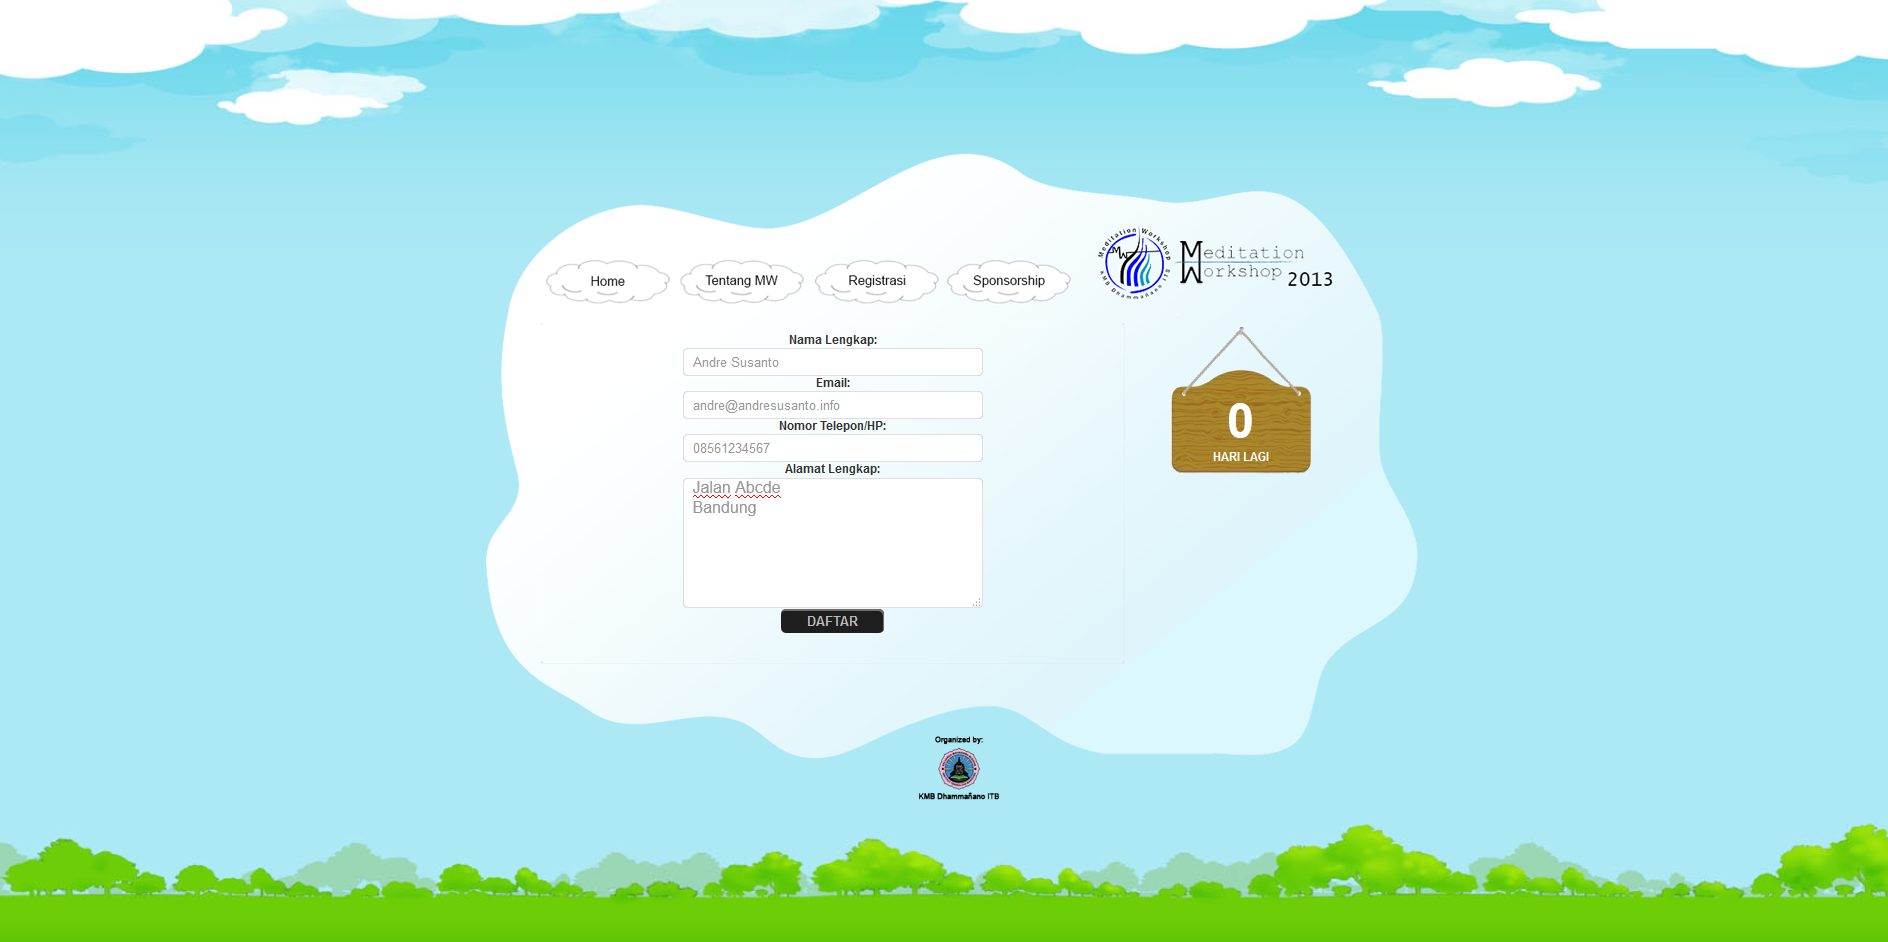 Home
Tentang MW
Registrasi
Sponsorship
Meditation Workshop
MW
KMB Dhammañano ITB
Meditation
Workshop 2013
Nama Lengkap:
Andre Susanto
Email:
andre@andresusanto.info
Nomor Telepon/HP:
08561234567
Alamat Lengkap:
Jalan Abcde
Bandung
DAFTAR
0
HARI LAGI
Organized by:
KMB Dhammañano ITB